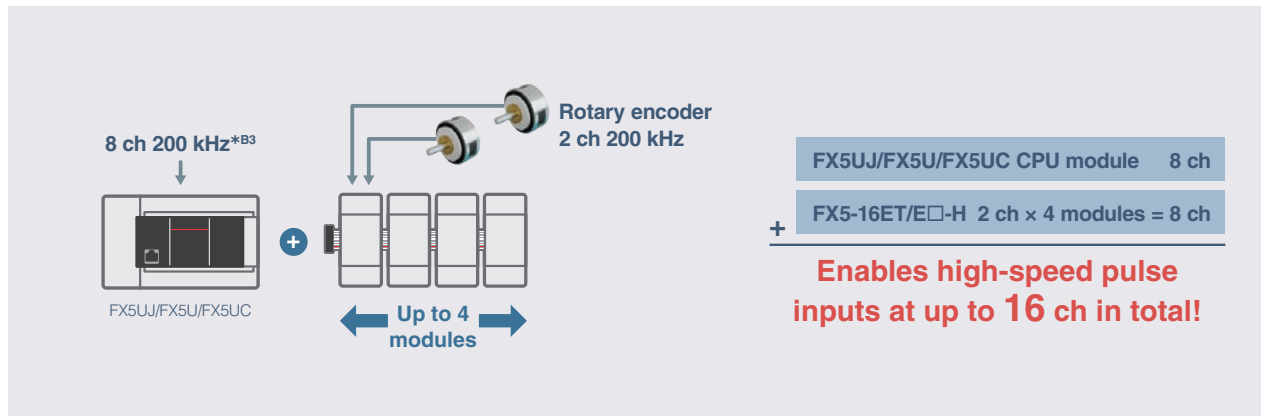 8 ch 200 kHz*B3
FX5UJ/FX5U/FX5UC
+
Rotary encoder
2 ch 200 kHz
Up to 4
modules
FX5UJ/FX5U/FX5UC CPU module 8 ch
+ FX5-16ET/E□-H 2 ch × 4 modules = 8 ch
Enables high-speed pulse
inputs at up to 16 ch in total!